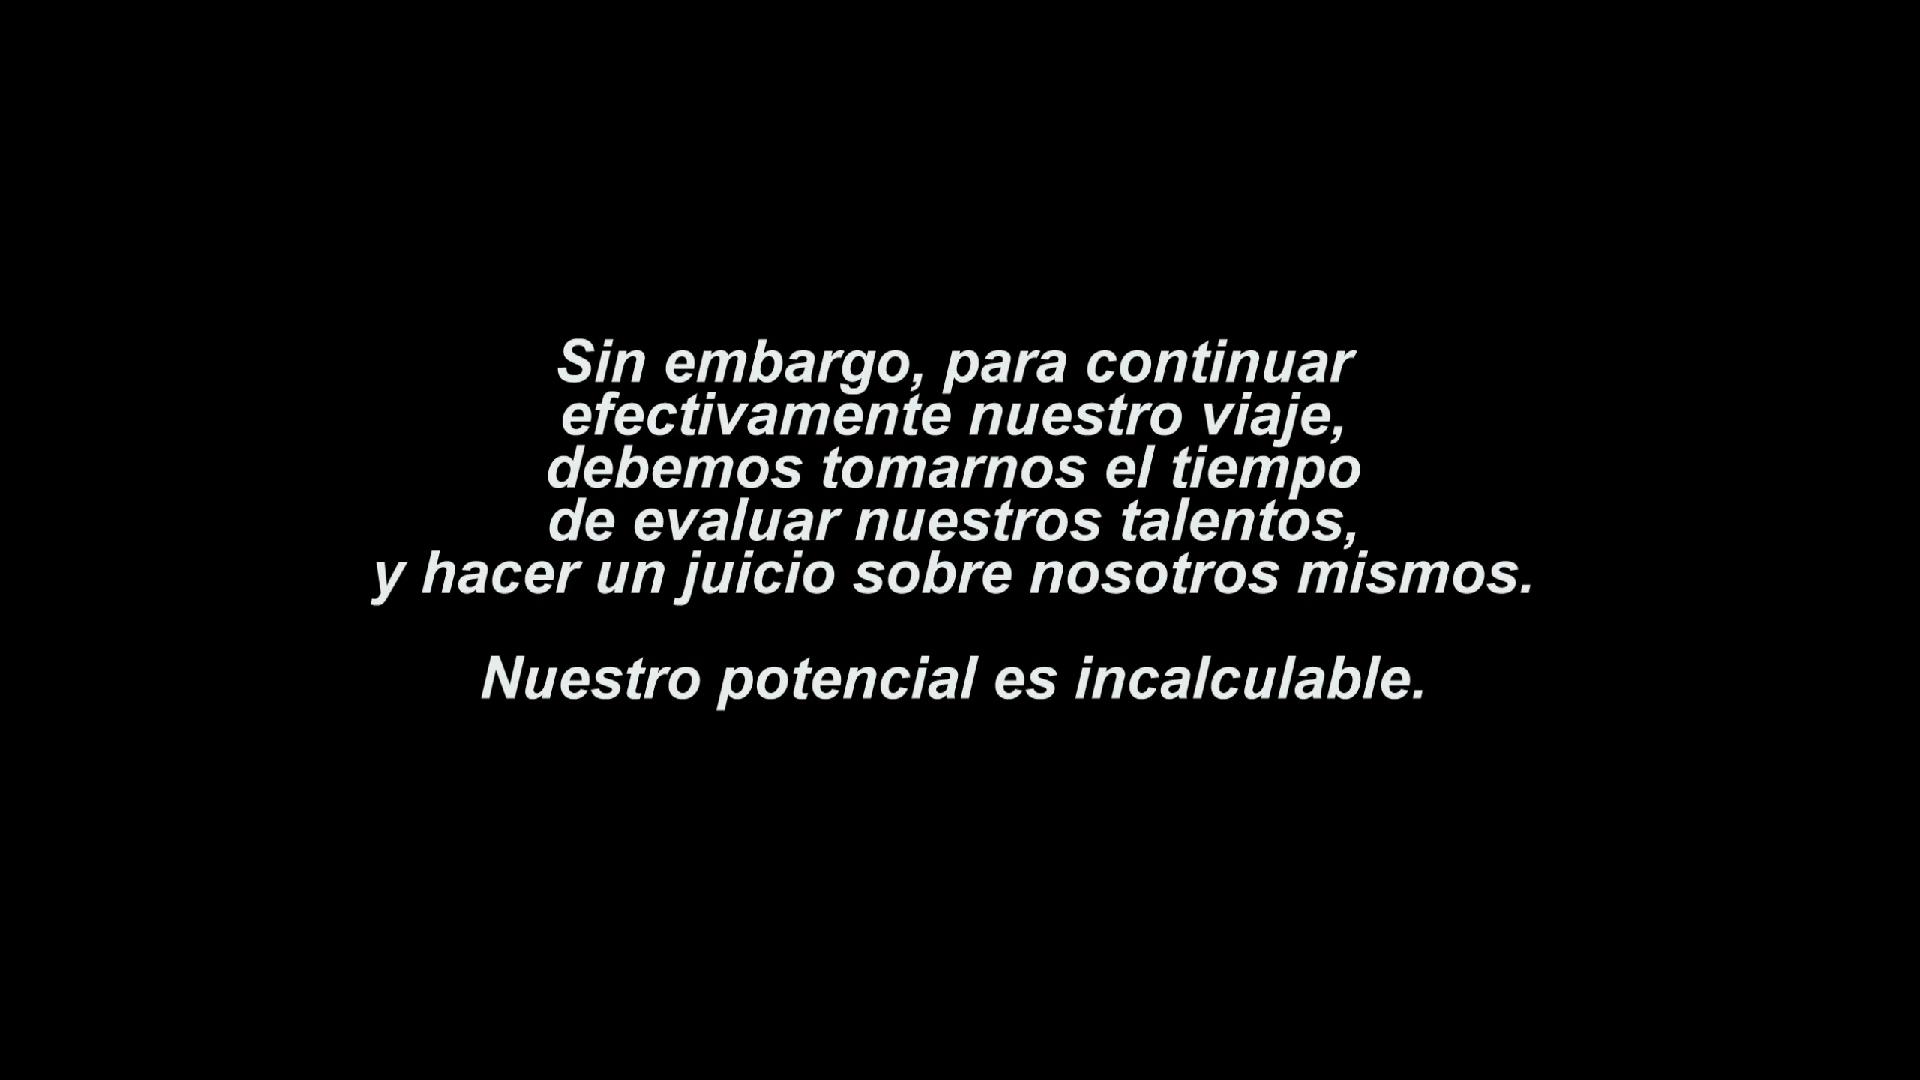 Sin embargo, para continuar
efectivamente nuestro viaje,
debemos tomarnos el tiempo
de evaluar nuestros talentos,
y hacer un juicio sobre nosotros mismos.
Nuestro potencial es incalculable.